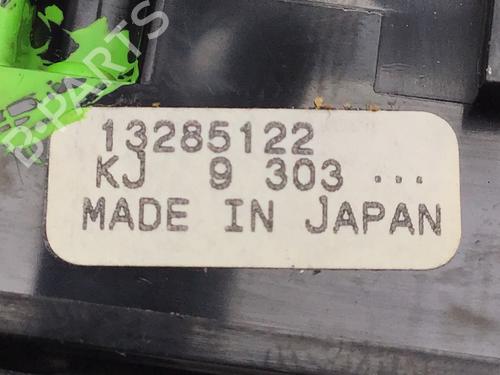 B-PARTS
13285122
KJ 9 303 ...
MADE IN JAPAN